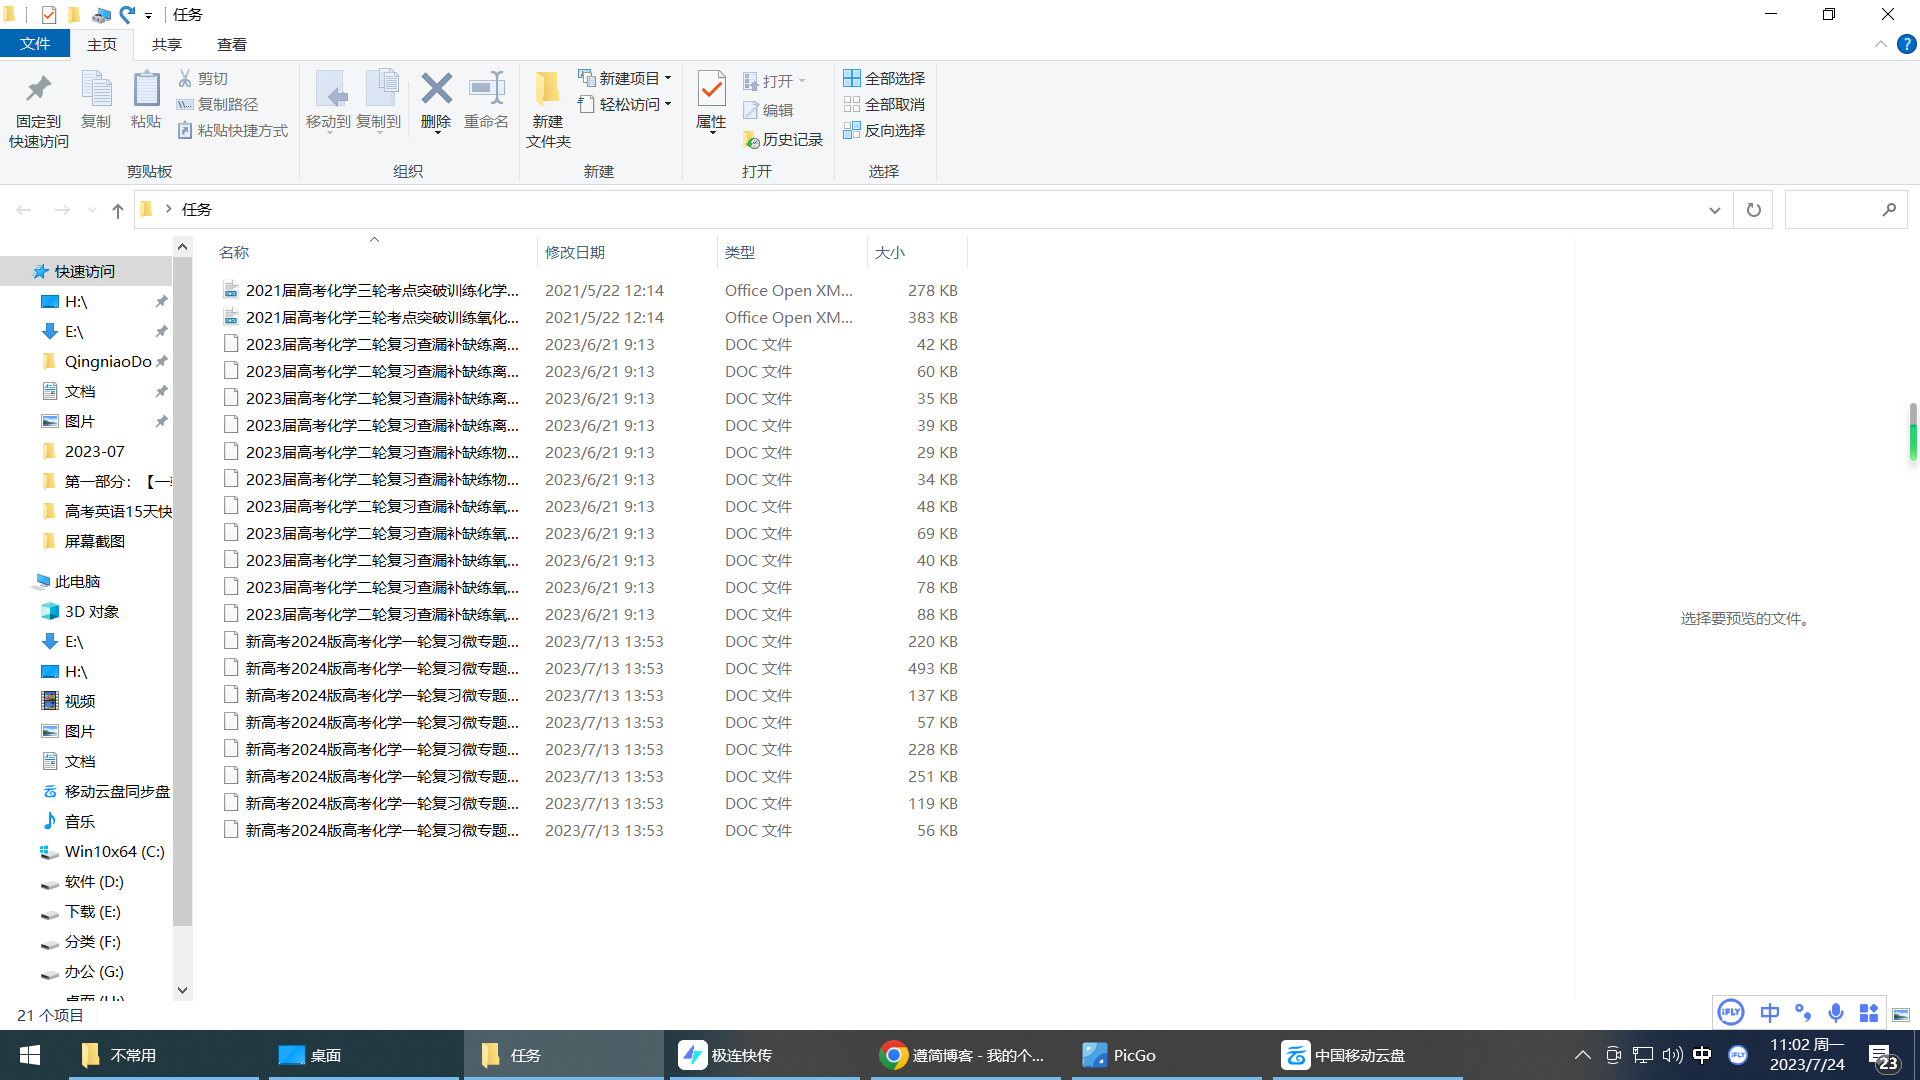 任务
文件
主页
共享
查看
固定到
快速访问
复制
粘贴
剪切
复制路径
粘贴快捷方式
剪贴板
移动到
复制到
删除
重命名
组织
新建
文件夹
新建项目
轻松访问
新建
属性
打开
编辑
历史记录
打开
全部选择
全部取消
反向选择
选择
任务
名称
修改日期
类型
大小
快速访问
H:\
E:\
QingniaoDo
文档
图片
2023-07
第一部分：【一
高考英语15天快
屏幕截图
此电脑
3D 对象
E:\
H:\
视频
图片
文档
移动云盘同步盘
音乐
Win10x64 (C:)
软件 (D:)
下载 (E:)
分类 (F:)
办公 (G:)
桌面 (H:)
2021届高考化学三轮考点突破训练化学... 2021/5/22 12:14 Office Open XM... 278 KB
2021届高考化学三轮考点突破训练氧化... 2021/5/22 12:14 Office Open XM... 383 KB
2023届高考化学二轮复习查漏补缺练离... 2023/6/21 9:13 DOC 文件 42 KB
2023届高考化学二轮复习查漏补缺练离... 2023/6/21 9:13 DOC 文件 60 KB
2023届高考化学二轮复习查漏补缺练离... 2023/6/21 9:13 DOC 文件 35 KB
2023届高考化学二轮复习查漏补缺练离... 2023/6/21 9:13 DOC 文件 39 KB
2023届高考化学二轮复习查漏补缺练物... 2023/6/21 9:13 DOC 文件 29 KB
2023届高考化学二轮复习查漏补缺练物... 2023/6/21 9:13 DOC 文件 34 KB
2023届高考化学二轮复习查漏补缺练氧... 2023/6/21 9:13 DOC 文件 48 KB
2023届高考化学二轮复习查漏补缺练氧... 2023/6/21 9:13 DOC 文件 69 KB
2023届高考化学二轮复习查漏补缺练氧... 2023/6/21 9:13 DOC 文件 40 KB
2023届高考化学二轮复习查漏补缺练氧... 2023/6/21 9:13 DOC 文件 78 KB
2023届高考化学二轮复习查漏补缺练氧... 2023/6/21 9:13 DOC 文件 88 KB
新高考2024版高考化学一轮复习微专题... 2023/7/13 13:53 DOC 文件 220 KB
新高考2024版高考化学一轮复习微专题... 2023/7/13 13:53 DOC 文件 493 KB
新高考2024版高考化学一轮复习微专题... 2023/7/13 13:53 DOC 文件 137 KB
新高考2024版高考化学一轮复习微专题... 2023/7/13 13:53 DOC 文件 57 KB
新高考2024版高考化学一轮复习微专题... 2023/7/13 13:53 DOC 文件 228 KB
新高考2024版高考化学一轮复习微专题... 2023/7/13 13:53 DOC 文件 251 KB
新高考2024版高考化学一轮复习微专题... 2023/7/13 13:53 DOC 文件 119 KB
新高考2024版高考化学一轮复习微专题... 2023/7/13 13:53 DOC 文件 56 KB
选择要预览的文件。
21 个项目
iFLY
中
不常用
桌面
任务
极连快传
遵简博客 - 我的个...
PicGo
中国移动云盘
中
iFLY
11:02 周一
2023/7/24
23